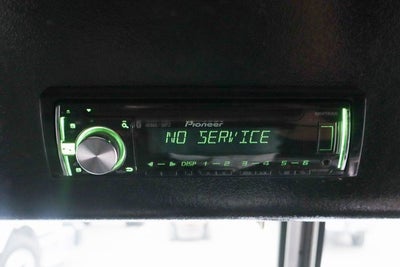 Pioneer
NO SERVICE
DISP 1 2 3 4 5 6